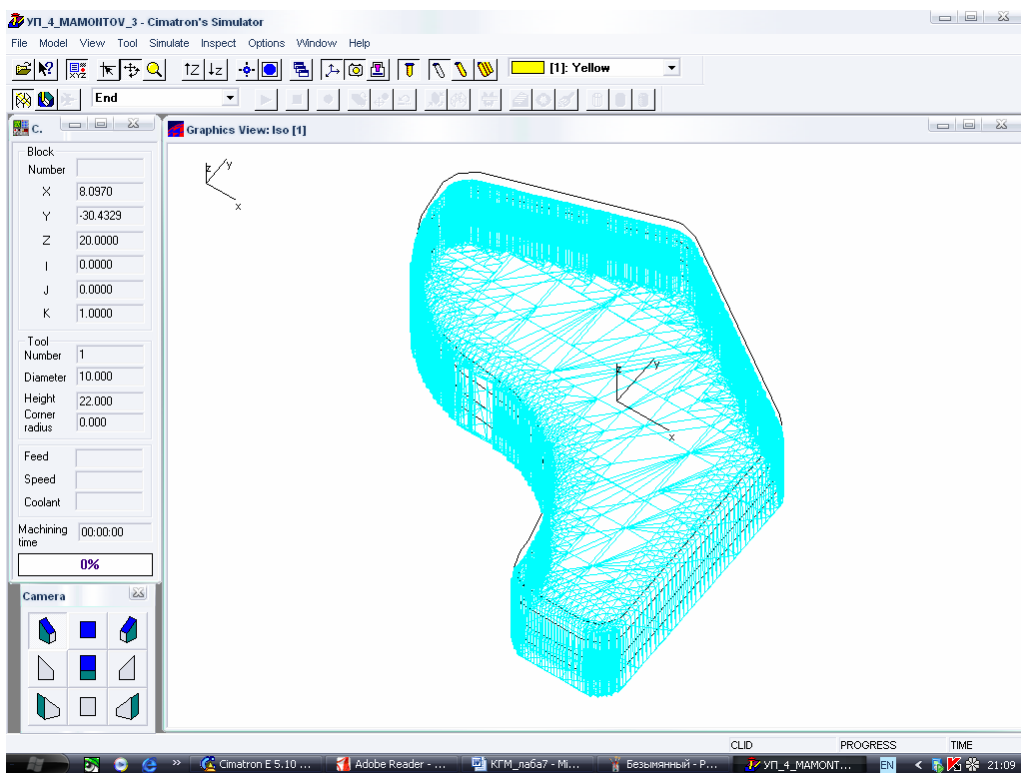 УП_4_MAMONTOV_3 - Cimatron's Simulator
File Model View Tool Simulate Inspect Options Window Help
[1]: Yellow
End
C.
Graphics View: Iso [1]
Block
Number
X 8.0970
Y -30.4329
Z 20.0000
I 0.0000
J 0.0000
K 1.0000
Tool
Number 1
Diameter 10.000
Height 22.000
Corner
radius 0.000
Feed
Speed
Coolant
Machining
time 00:00:00
0%
Camera
z y
x
z y
x
CLID PROGRESS TIME
» Cimatron E 5.10 ... Adobe Reader - ... КГМ_лаба7 - Mi... Безымянный - P... УП_4_MAMONT... EN < 21:09